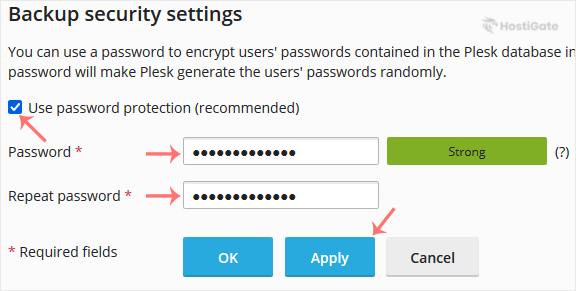 Backup security settings
HostiGate
You can use a password to encrypt users' passwords contained in the Plesk database in
password will make Plesk generate the users' passwords randomly.
Use password protection (recommended)
Password *
●●●●●●●●●●●●●
Strong
(?)
Repeat password *
●●●●●●●●●●●●●
* Required fields
OK
Apply
Cancel